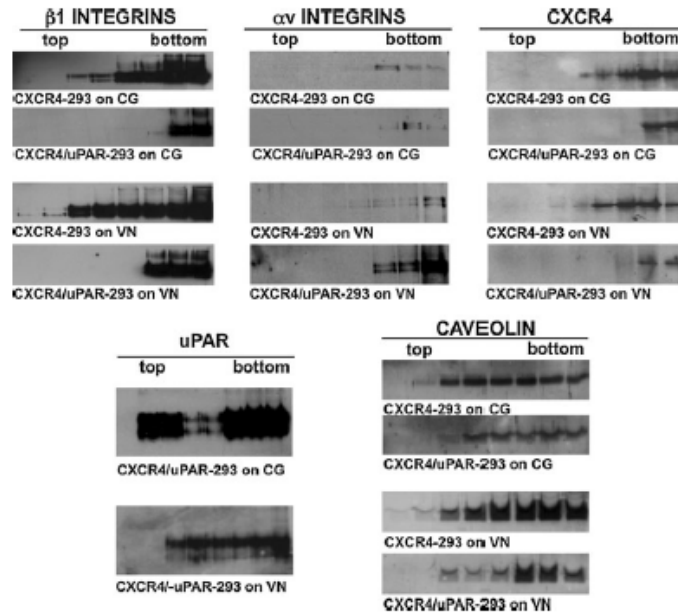 β1 INTEGRINS
top bottom
CXCR4-293 on CG
CXCR4/uPAR-293 on CG
CXCR4-293 on VN
CXCR4/uPAR-293 on VN
αv INTEGRINS
top bottom
CXCR4-293 on CG
CXCR4/uPAR-293 on CG
CXCR4-293 on VN
CXCR4/uPAR-293 on VN
CXCR4
top bottom
CXCR4-293 on CG
CXCR4/uPAR-293 on CG
CXCR4-293 on VN
CXCR4/uPAR-293 on VN
uPAR
top bottom
CXCR4/uPAR-293 on CG
CXCR4/-uPAR-293 on VN
CAVEOLIN
top bottom
CXCR4-293 on CG
CXCR4/uPAR-293 on CG
CXCR4-293 on VN
CXCR4/uPAR-293 on VN